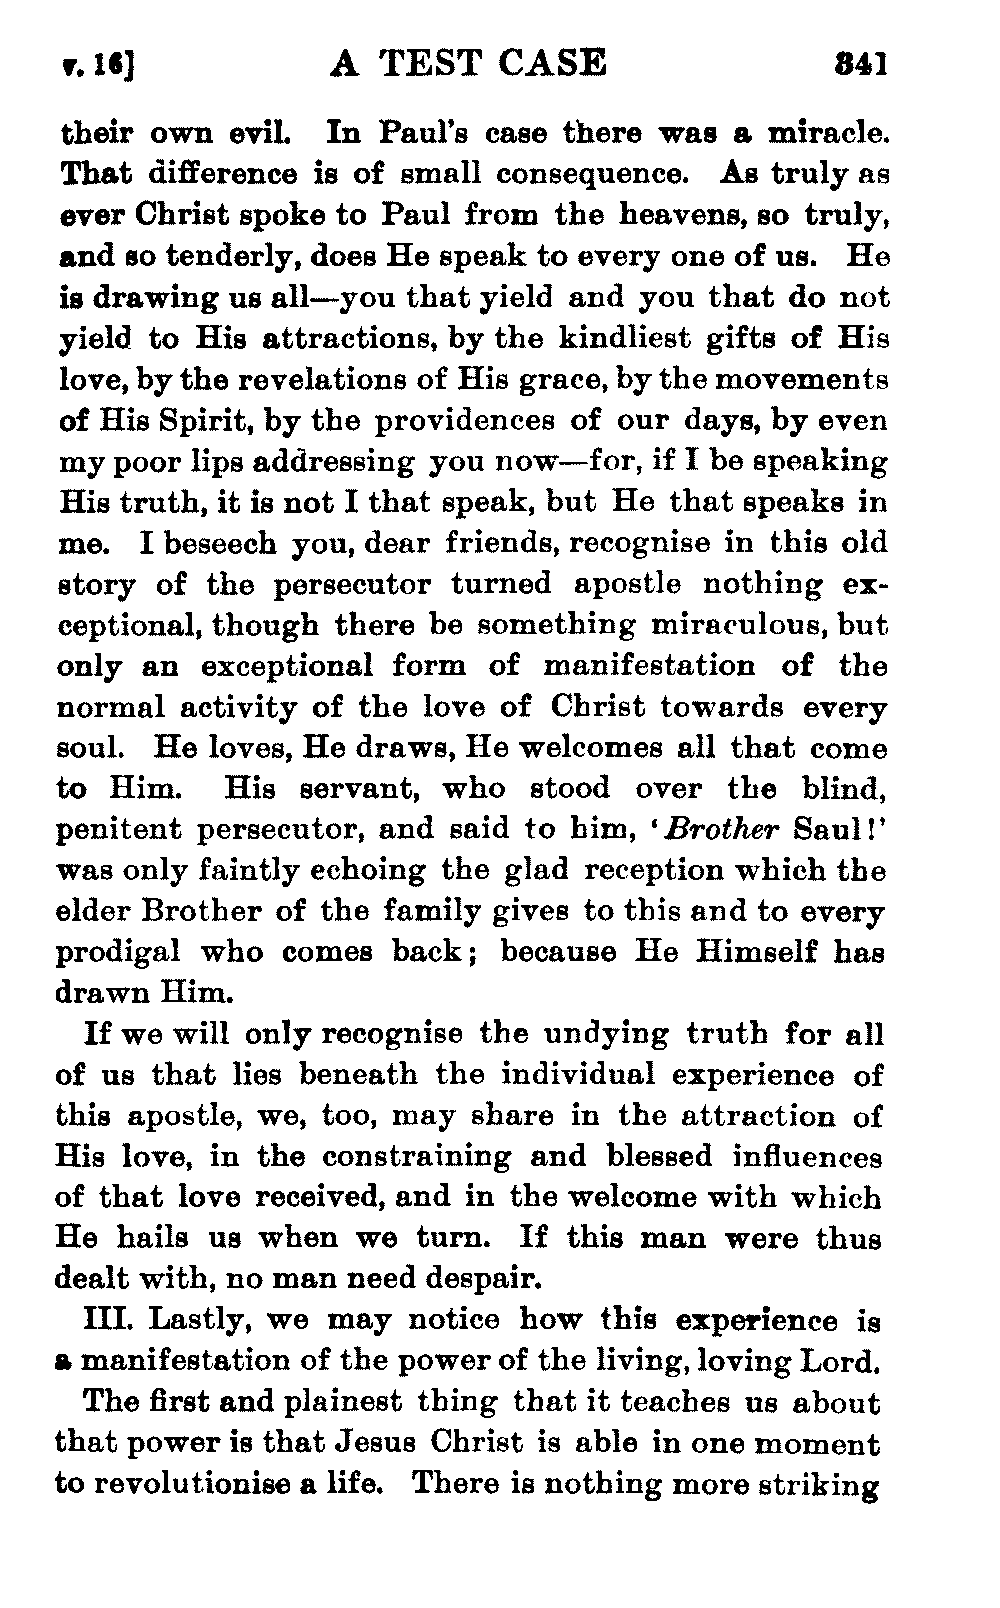 v. 16] A TEST CASE 341
their own evil. In Paul's case there was a miracle.
That difference is of small consequence. As truly as
ever Christ spoke to Paul from the heavens, so truly,
and so tenderly, does He speak to every one of us. He
is drawing us all—you that yield and you that do not
yield to His attractions, by the kindliest gifts of His
love, by the revelations of His grace, by the movements
of His Spirit, by the providences of our days, by even
my poor lips addressing you now—for, if I be speaking
His truth, it is not I that speak, but He that speaks in
me. I beseech you, dear friends, recognise in this old
story of the persecutor turned apostle nothing ex-
ceptional, though there be something miraculous, but
only an exceptional form of manifestation of the
normal activity of the love of Christ towards every
soul. He loves, He draws, He welcomes all that come
to Him. His servant, who stood over the blind,
penitent persecutor, and said to him, 'Brother Saul!'
was only faintly echoing the glad reception which the
elder Brother of the family gives to this and to every
prodigal who comes back; because He Himself has
drawn Him.
If we will only recognise the undying truth for all
of us that lies beneath the individual experience of
this apostle, we, too, may share in the attraction of
His love, in the constraining and blessed influences
of that love received, and in the welcome with which
He hails us when we turn. If this man were thus
dealt with, no man need despair.
III. Lastly, we may notice how this experience is
a manifestation of the power of the living, loving Lord.
The first and plainest thing that it teaches us about
that power is that Jesus Christ is able in one moment
to revolutionise a life. There is nothing more striking